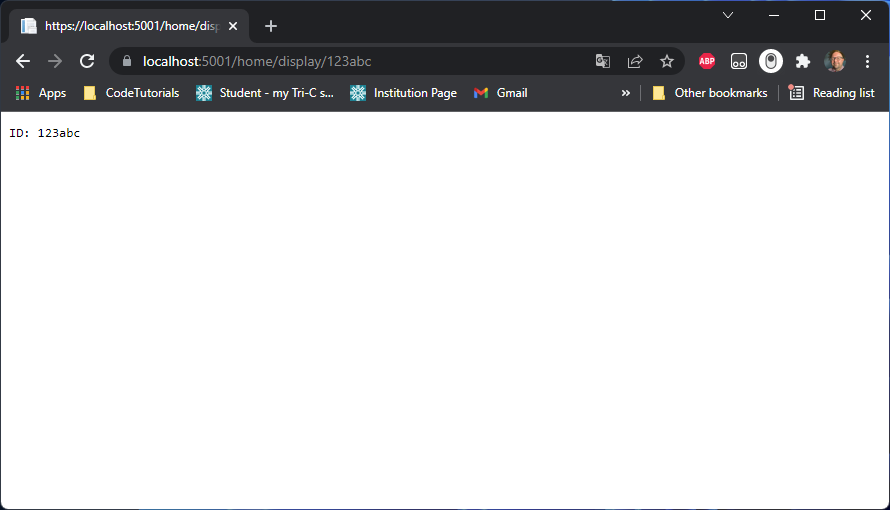 https://localhost:5001/home/disp
localhost:5001/home/display/123abc
ABP
Apps
CodeTutorials
Student - my Tri-C s...
Institution Page
Gmail
»
Other bookmarks
Reading list
ID: 123abc